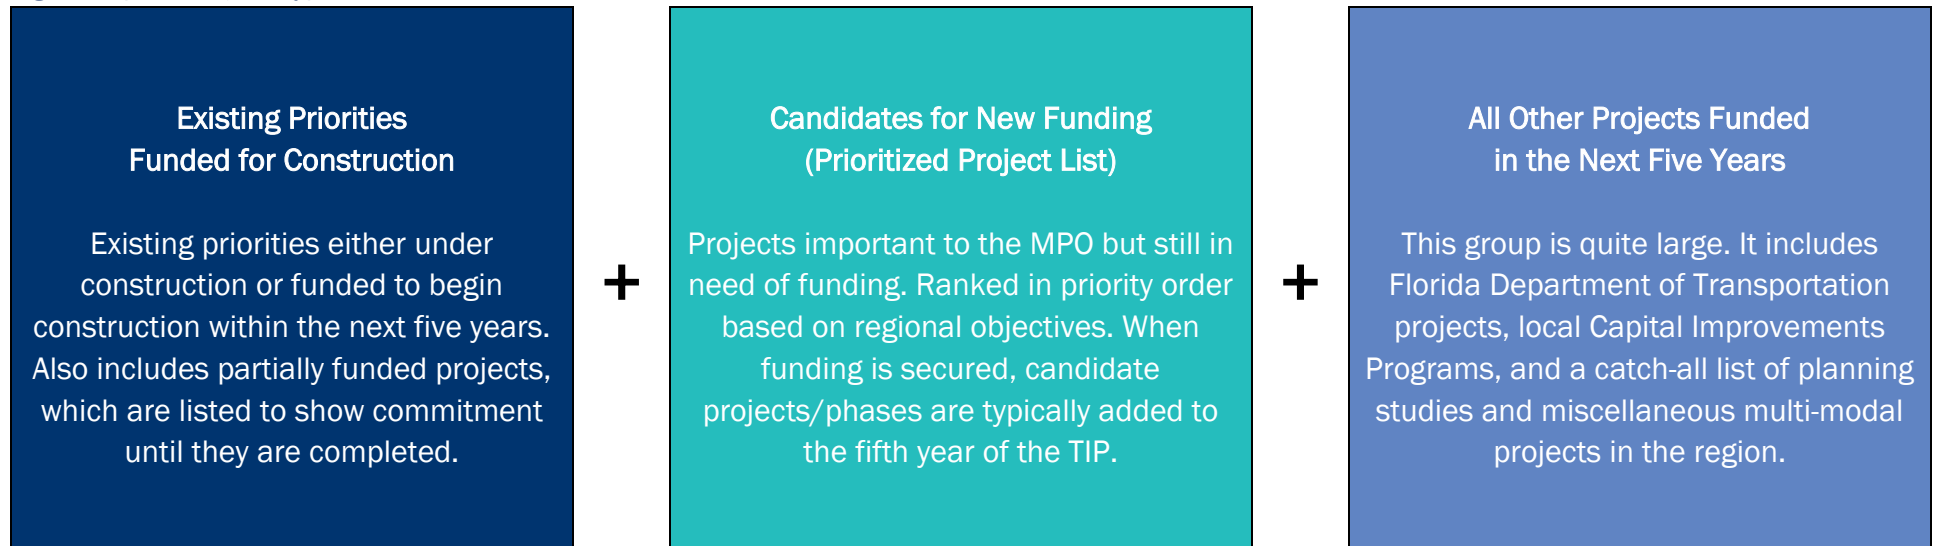 Existing Priorities
Funded for Construction
Existing priorities either under
construction or funded to begin
construction within the next five years.
Also includes partially funded projects,
which are listed to show commitment
until they are completed.
+
Candidates for New Funding
(Prioritized Project List)
Projects important to the MPO but still in
need of funding. Ranked in priority order
based on regional objectives. When
funding is secured, candidate
projects/phases are typically added to
the fifth year of the TIP.
+
All Other Projects Funded
in the Next Five Years
This group is quite large. It includes
Florida Department of Transportation
projects, local Capital Improvements
Programs, and a catch-all list of planning
studies and miscellaneous multi-modal
projects in the region.